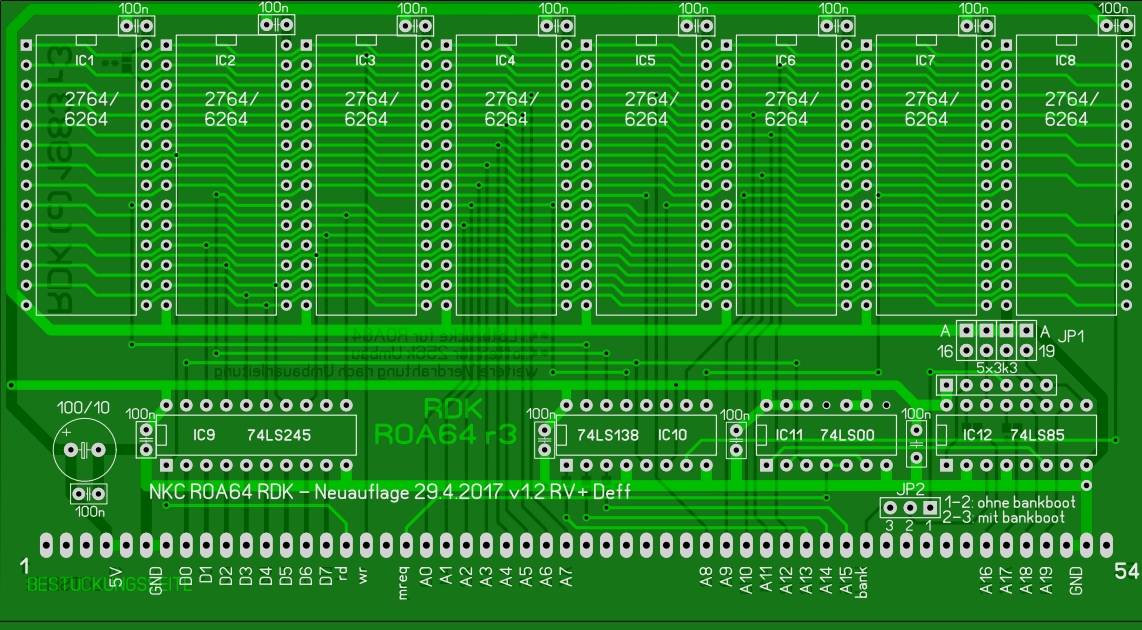 100n 100n 100n 100n 100n 100n 100n 100n
IC1 IC2 IC3 IC4 IC5 IC6 IC7 IC8
2764/ 2764/ 2764/ 2764/ 2764/ 2764/ 2764/ 2764/
6264 6264 6264 6264 6264 6264 6264 6264
A A JP1
16 19
5x3k3
100/10 100n 100n 100n 100n
+
RDK
ROA64 r3
IC9 74LS245 74LS138 IC10 IC11 74LS00 IC12 74LS85
NKC ROA64 RDK – Neuauflage 29.4.2017 v1.2 RV+Deff
100n
JP2
3 2 1
1-2: ohne bankboot
2-3: mit bankboot
1 54
5V GND D0 D1 D2 D3 D4 D5 D6 D7 rd wr mreq A0 A1 A2 A3 A4 A5 A6 A7 A8 A9 A10 A11 A12 A13 A14 A15 bank A16 A17 A18 A19 GND
BESTÜCKUNGSSEITE